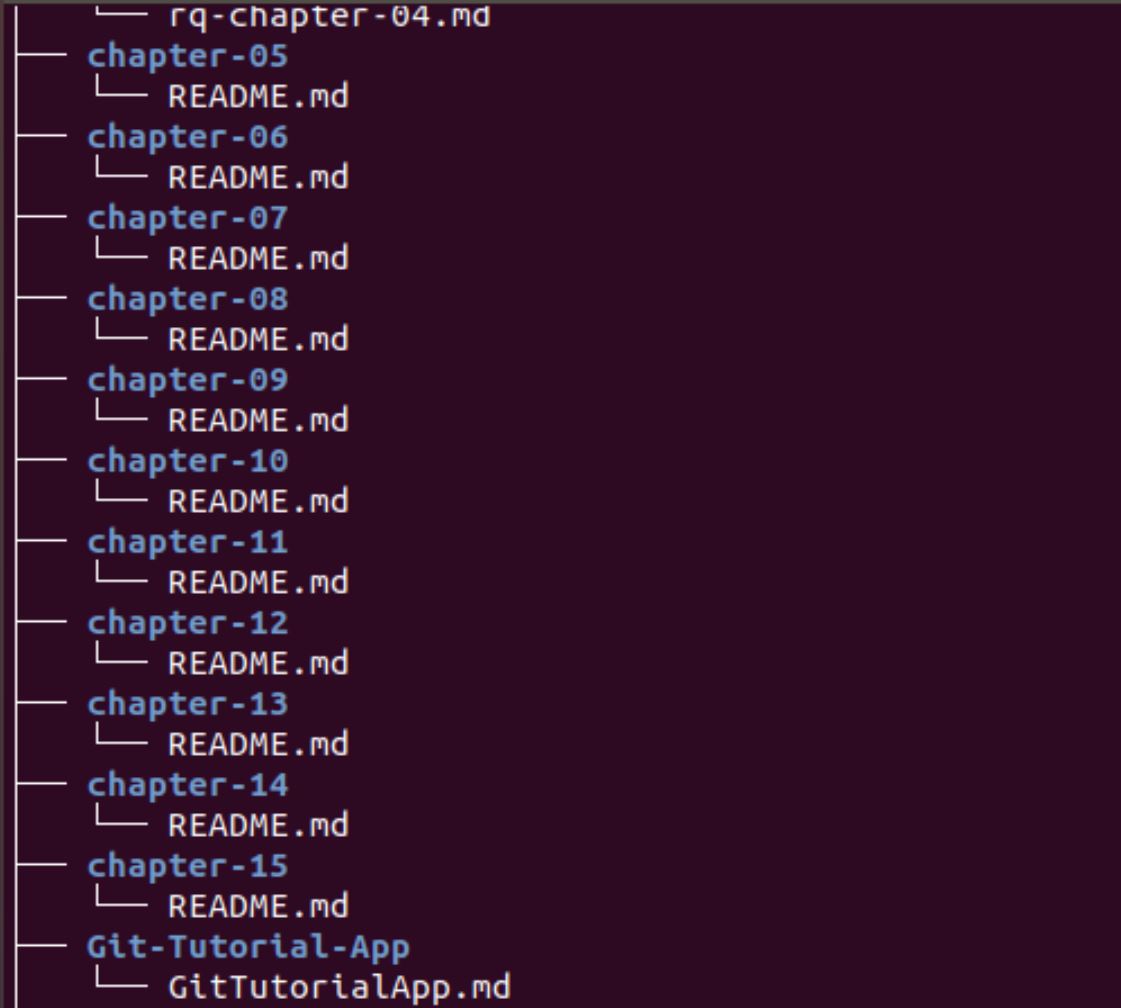 └── rq-chapter-04.md
├── chapter-05
│   └── README.md
├── chapter-06
│   └── README.md
├── chapter-07
│   └── README.md
├── chapter-08
│   └── README.md
├── chapter-09
│   └── README.md
├── chapter-10
│   └── README.md
├── chapter-11
│   └── README.md
├── chapter-12
│   └── README.md
├── chapter-13
│   └── README.md
├── chapter-14
│   └── README.md
├── chapter-15
│   └── README.md
├── Git-Tutorial-App
│   └── GitTutorialApp.md